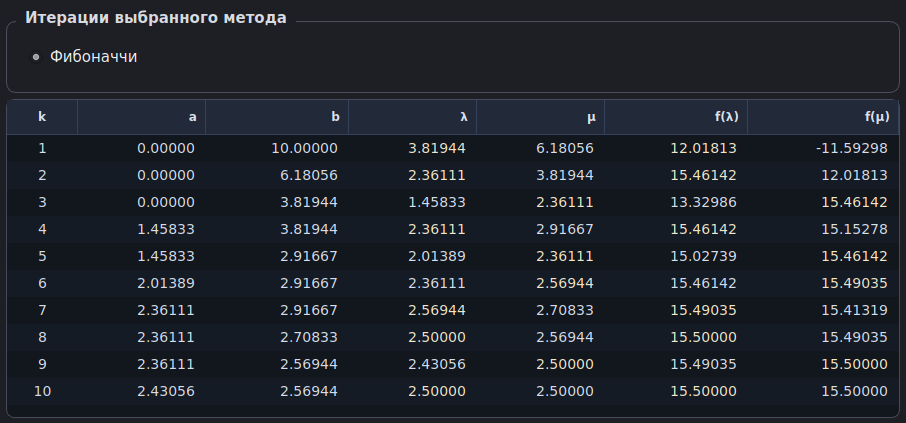 Итерации выбранного метода
Фибоначчи
k a b λ μ f(λ) f(μ)
1 0.00000 10.00000 3.81944 6.18056 12.01813 -11.59298
2 0.00000 6.18056 2.36111 3.81944 15.46142 12.01813
3 0.00000 3.81944 1.45833 2.36111 13.32986 15.46142
4 1.45833 3.81944 2.36111 2.91667 15.46142 15.15278
5 1.45833 2.91667 2.01389 2.36111 15.02739 15.46142
6 2.01389 2.91667 2.36111 2.56944 15.46142 15.49035
7 2.36111 2.91667 2.56944 2.70833 15.49035 15.41319
8 2.36111 2.70833 2.50000 2.56944 15.50000 15.49035
9 2.36111 2.56944 2.43056 2.50000 15.49035 15.50000
10 2.43056 2.56944 2.50000 2.50000 15.50000 15.50000